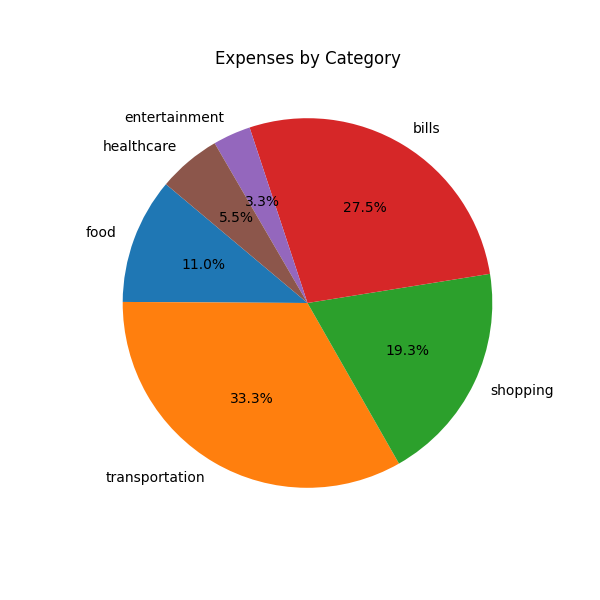 Expenses by Category
entertainment
bills
healthcare
3.3%
27.5%
5.5%
food
11.0%
19.3%
shopping
33.3%
transportation